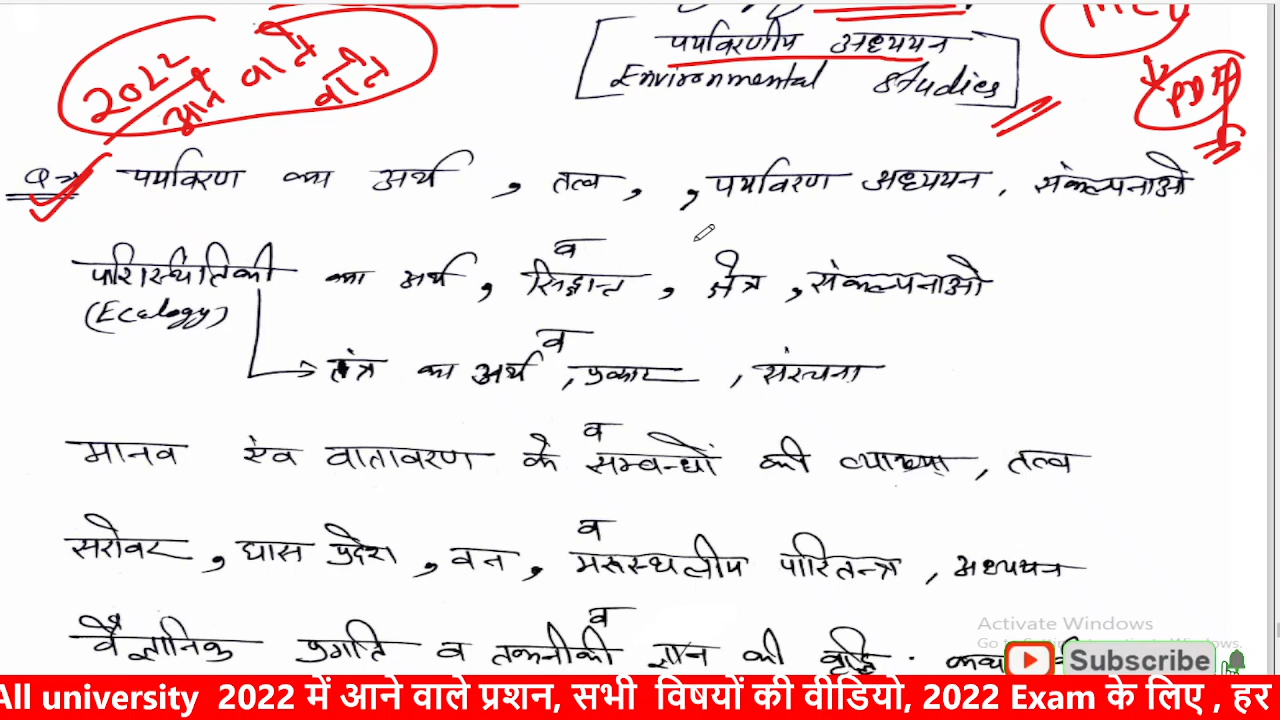 2022
आने वाले
पर्यावरणीय अध्ययन
Environmental studies
PDF
पर्यावरण का अर्थ, तत्व, , पर्यावरण अध्ययन, संकल्पनाओ
पारिस्थितिकी का अर्थ, व सिद्धान्त, क्षेत्र, संकल्पनाओ
(Ecology)
तंत्र का अर्थ, व प्रकार, संरचना
मानव एंव वातावरण के व सम्बन्धों की व्याख्या, तत्व
सरोवर, घास प्रदेश, वन, व मरूस्थलीय पारितन्त्र, अध्ययन
वैज्ञानिक प्रगति व व तकनीकी ज्ञान की वृद्धि.
Activate Windows
Subscribe
All university 2022 में आने वाले प्रशन, सभी विषयों की वीडियो, 2022 Exam के लिए , हर